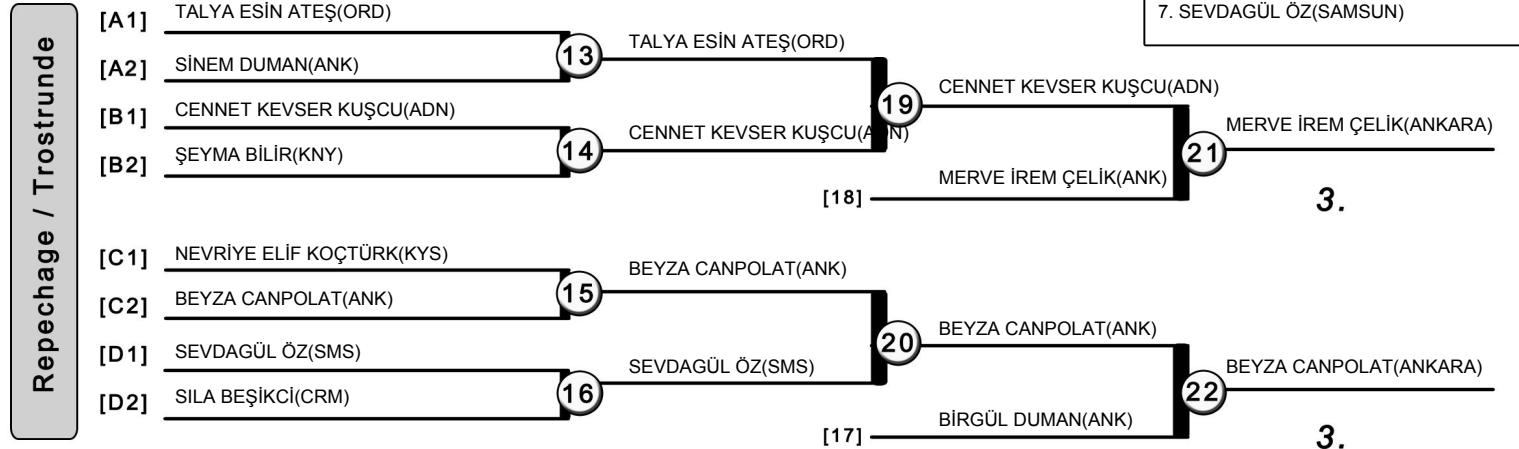 Repechage / Trostrunde
7. SEVDAGÜL ÖZ(SAMSUN)
[A1] TALYA ESİN ATEŞ(ORD)
[A2] SİNEM DUMAN(ANK)
13
TALYA ESİN ATEŞ(ORD)
[B1] CENNET KEVSER KUŞCU(ADN)
[B2] ŞEYMA BİLİR(KNY)
14
CENNET KEVSER KUŞCU(ADN)
19
CENNET KEVSER KUŞCU(ADN)
[18] MERVE İREM ÇELİK(ANK)
21
MERVE İREM ÇELİK(ANKARA)
3.
[C1] NEVRİYE ELİF KOÇTÜRK(KYS)
[C2] BEYZA CANPOLAT(ANK)
15
BEYZA CANPOLAT(ANK)
[D1] SEVDAGÜL ÖZ(SMS)
[D2] SILA BEŞİKCİ(CRM)
16
SEVDAGÜL ÖZ(SMS)
20
BEYZA CANPOLAT(ANK)
[17] BİRGÜL DUMAN(ANK)
22
BEYZA CANPOLAT(ANKARA)
3.